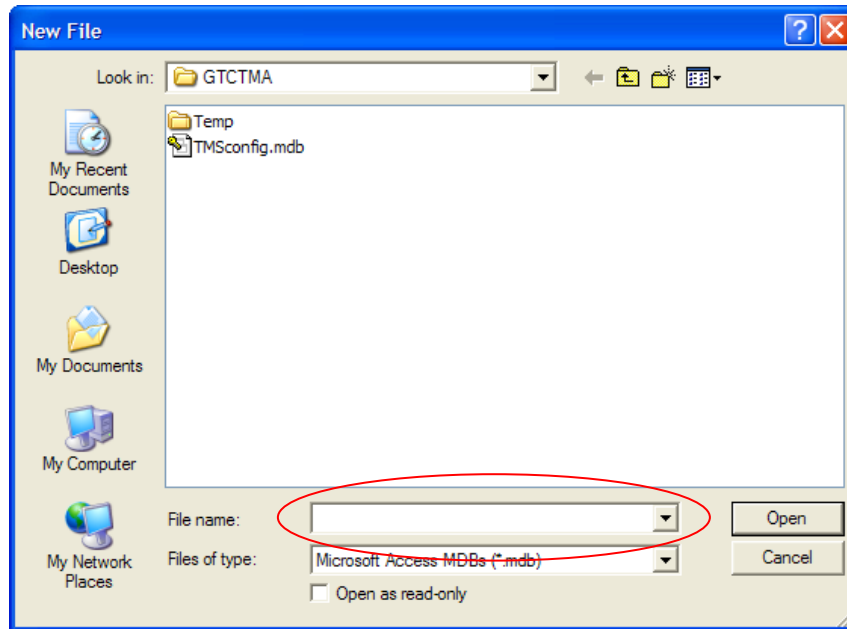 New File
Look in:
GTCTMA
Temp
TMSconfig.mdb
My Recent
Documents
Desktop
My Documents
My Computer
My Network
Places
File name:
Open
Files of type:
Microsoft Access MDBs (*.mdb)
Cancel
Open as read-only